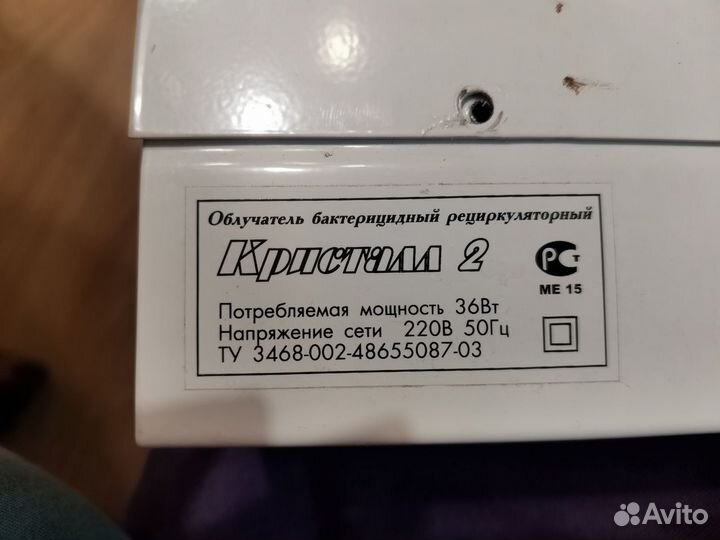 Облучатель бактерицидный рециркуляторный
Кристалл 2
РСт
МЕ 15
Потребляемая мощность 36Вт
Напряжение сети 220В 50Гц
ТУ 3468-002-48655087-03
Avito